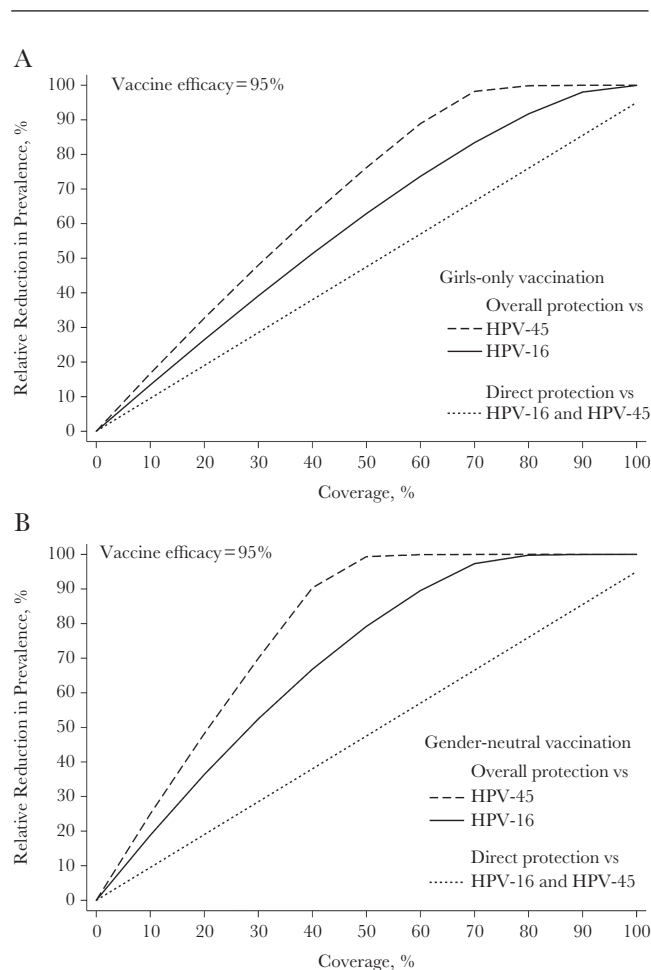 A
Vaccine efficacy = 95%
100
90
80
70
60
50
40
30
20
10
0
Relative Reduction in Prevalence, %
Girls-only vaccination
Overall protection vs
HPV-45
HPV-16
Direct protection vs
HPV-16 and HPV-45
0 10 20 30 40 50 60 70 80 90 100
Coverage, %
B
Vaccine efficacy = 95%
100
90
80
70
60
50
40
30
20
10
0
Relative Reduction in Prevalence, %
Gender-neutral vaccination
Overall protection vs
HPV-45
HPV-16
Direct protection vs
HPV-16 and HPV-45
0 10 20 30 40 50 60 70 80 90 100
Coverage, %